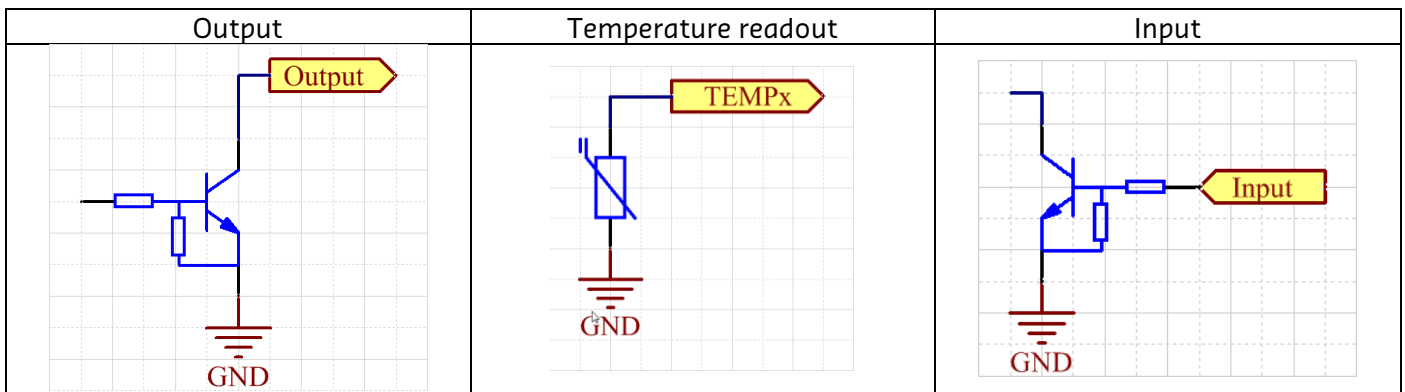 Output
Temperature readout
Input
Output
TEMPx
Input
GND
GND
GND